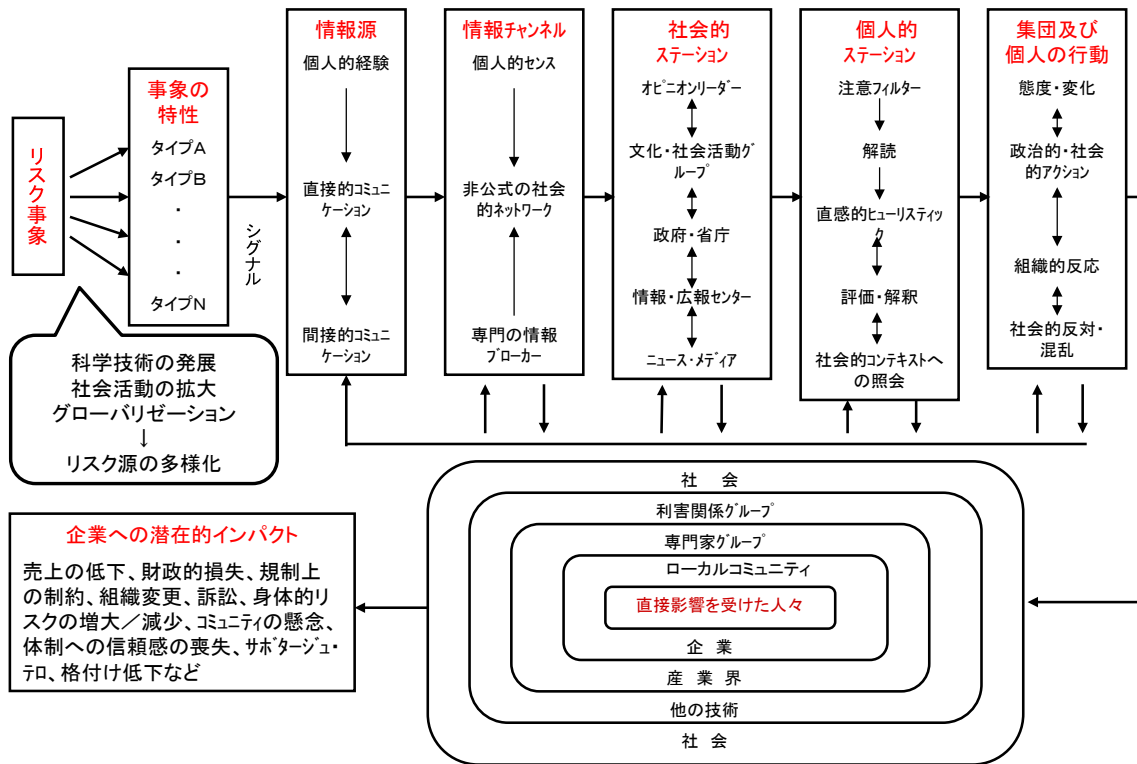 リスク事象
事象の
特性
タイプA
タイプB
・
・
・
タイプN
シグナル
科学技術の発展
社会活動の拡大
グローバリゼーション
↓
リスク源の多様化
情報源
個人的経験
直接的ｺﾐｭﾆ
ｹｰｼｮﾝ
間接的ｺﾐｭﾆ
ｹｰｼｮﾝ
情報ﾁｬﾝﾈﾙ
個人的ｾﾝｽ
非公式の社会
的ﾈｯﾄﾜｰｸ
専門の情報
ﾌﾞﾛｰｶｰ
社会的
ｽﾃｰｼｮﾝ
ｵﾋﾟﾆｵﾝﾘｰﾀﾞｰ
文化・社会活動ｸﾞ
ﾙｰﾌﾟ
政府・省庁
情報・広報ｾﾝﾀｰ
ﾆｭｰｽ・ﾒﾃﾞｨｱ
個人的
ｽﾃｰｼｮﾝ
注意ﾌｨﾙﾀｰ
解読
直感的ﾋｭｰﾘｽﾃｨｯ
ｸ
評価・解釈
社会的ｺﾝﾃｷｽﾄへ
の照会
集団及び
個人の行動
態度・変化
政治的・社会
的ｱｸｼｮﾝ
組織的反応
社会的反対・
混乱
社　会
利害関係ｸﾞﾙｰﾌﾟ
専門家ｸﾞﾙｰﾌﾟ
ﾛｰｶﾙｺﾐｭﾆﾃｨ
直接影響を受けた人々
企 業
産 業 界
他の技術
社 会
企業への潜在的ｲﾝﾊﾟｸﾄ
売上の低下、財政的損失、規制上
の制約、組織変更、訴訟、身体的ﾘ
ｽｸの増大／減少、ｺﾐｭﾆﾃｨの懸念、
体制への信頼感の喪失、ｻﾎﾞﾀｰｼﾞｭ・
ﾃﾛ、格付け低下など